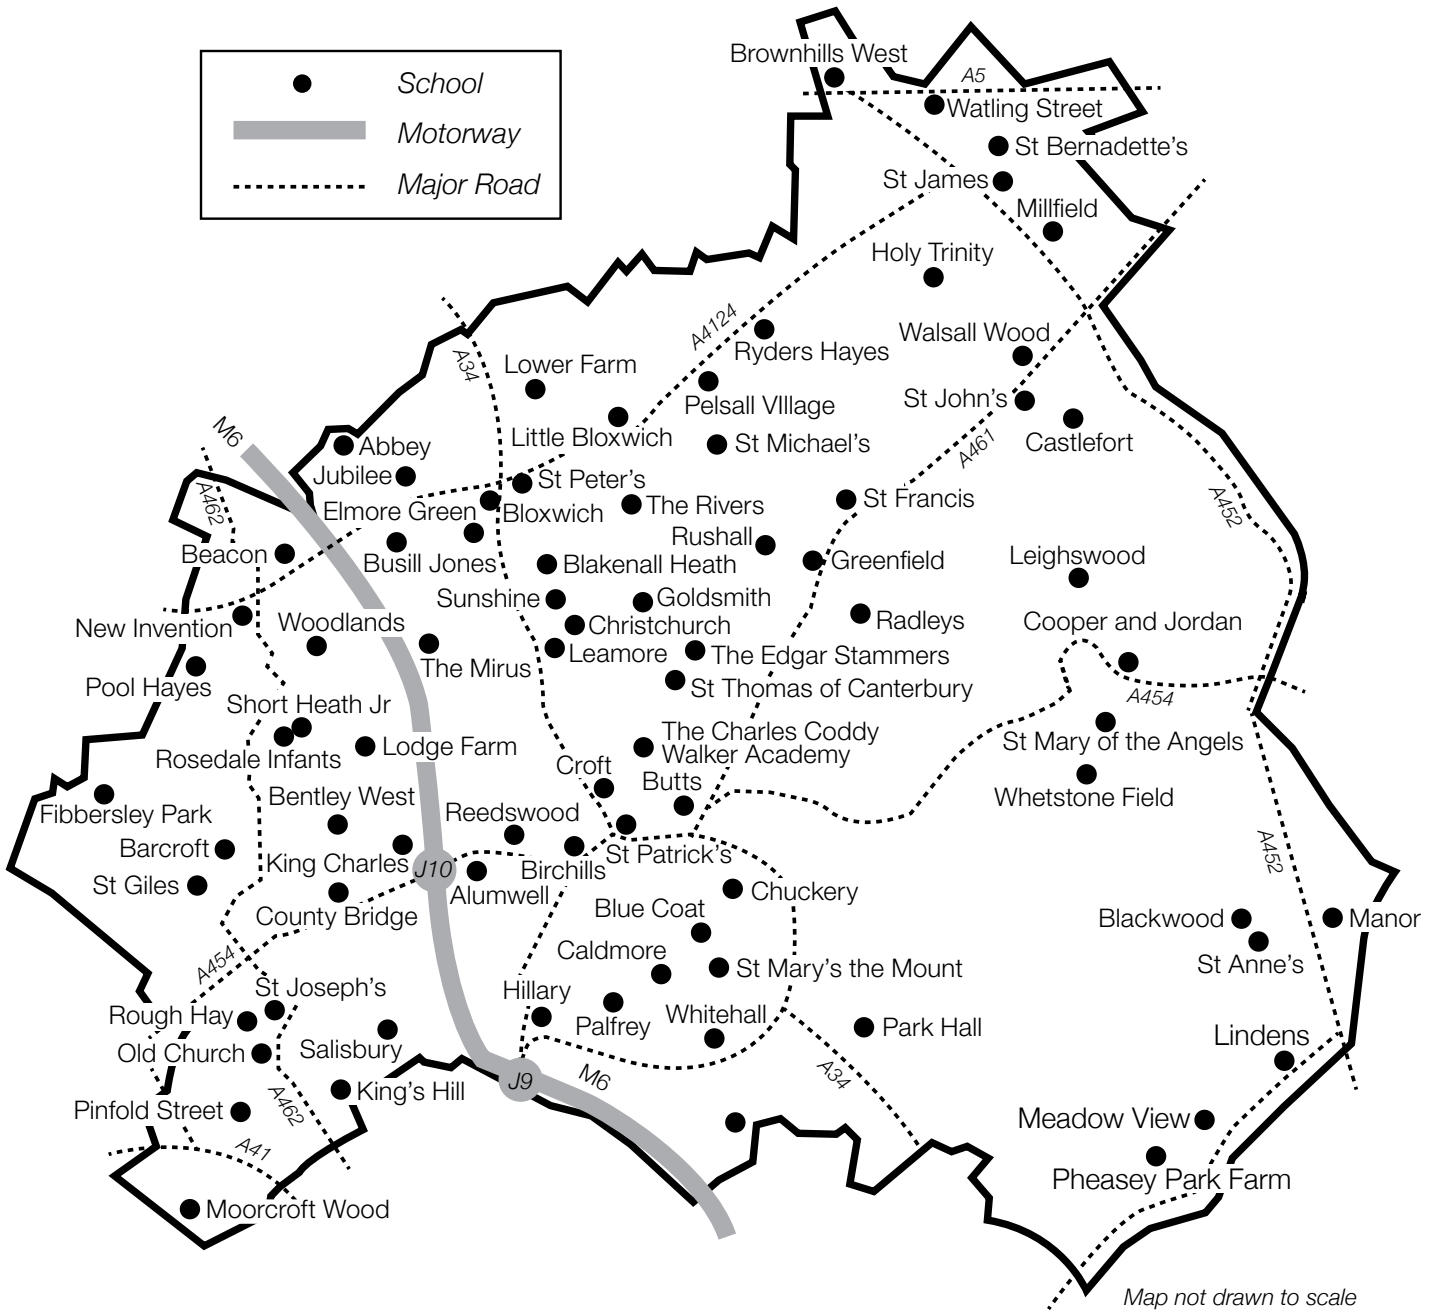 Brownhills West
School
A5
Motorway
Watling Street
St Bernadette's
Major Road
St James
Millfield
Holy Trinity
A4124
Walsall Wood
Ryders Hayes
A34
Lower Farm
St John's
Pelsall VIllage
M6
Little Bloxwich
St Michael's
A461
Castlefort
Abbey
Jubilee
St Peter's
A462
Elmore Green
Bloxwich
The Rivers
St Francis
A452
Rushall
Beacon
Busill Jones
Blakenall Heath
Greenfield
Leighswood
Sunshine
Goldsmith
New Invention
Woodlands
Christchurch
Radleys
Cooper and Jordan
The Mirus
Leamore
The Edgar Stammers
Pool Hayes
St Thomas of Canterbury
A454
Short Heath Jr
The Charles Coddy
Walker Academy
St Mary of the Angels
Rosedale Infants
Lodge Farm
Croft
Butts
Bentley West
Whetstone Field
Fibbersley Park
Reedswood
Barcroft
King Charles
J10
Birchills
St Patrick's
A452
St Giles
Alumwell
Chuckery
County Bridge
Blue Coat
Blackwood
Manor
A454
Caldmore
St Mary's the Mount
St Anne's
St Joseph's
Hillary
Rough Hay
Palfrey
Whitehall
Park Hall
Lindens
Old Church
Salisbury
J9
M6
A34
King's Hill
A462
Pinfold Street
Meadow View
A41
Pheasey Park Farm
Moorcroft Wood
Map not drawn to scale